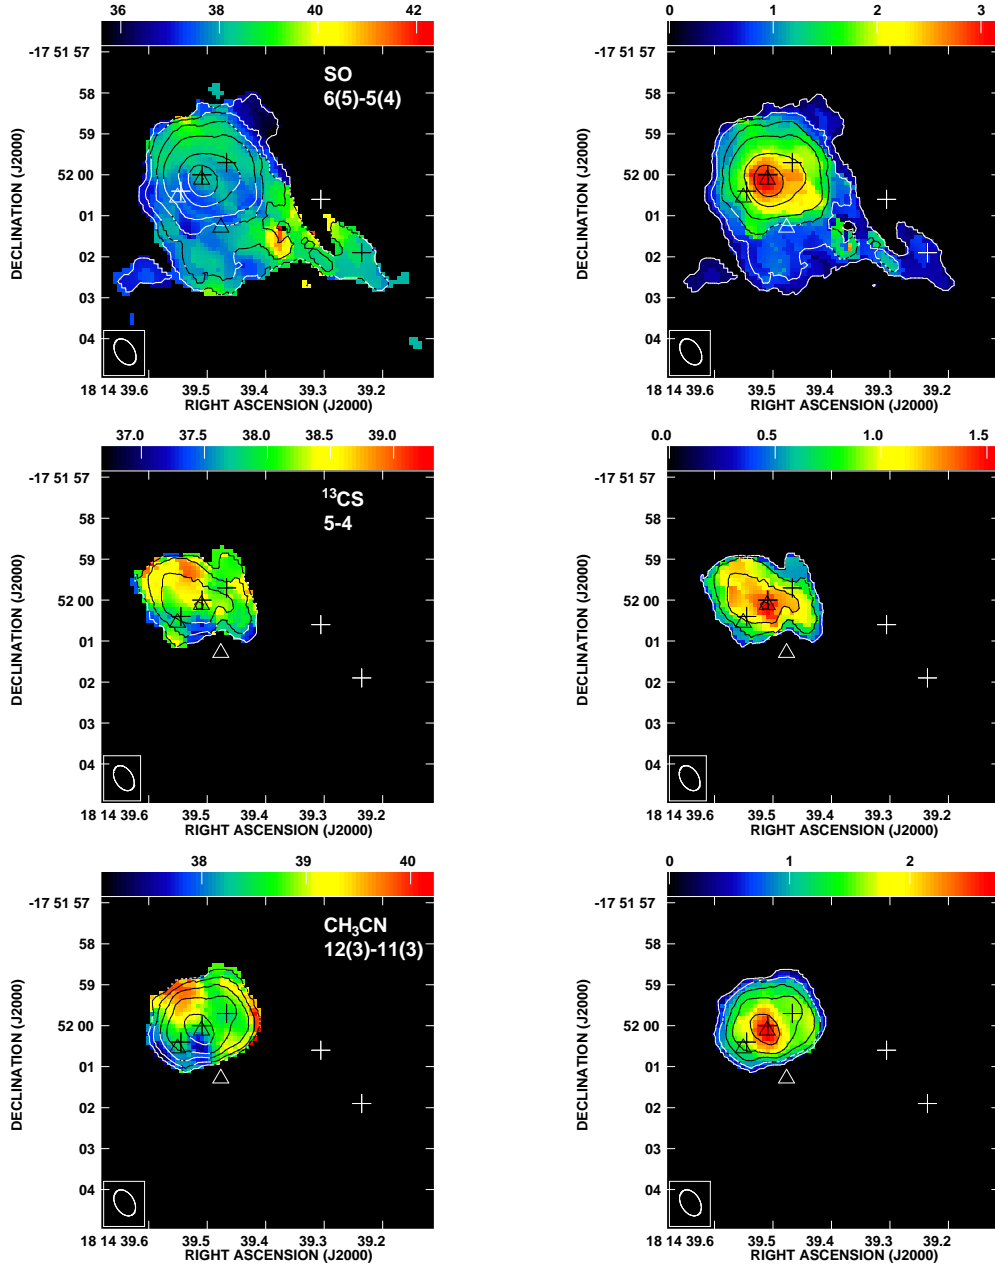 36 38 40 42
-17 51 57
58
59
52 00
01
02
03
04
DECLINATION (J2000)
SO
6(5)-5(4)
18 14 39.6 39.5 39.4 39.3 39.2
RIGHT ASCENSION (J2000)
0 1 2 3
-17 51 57
58
59
52 00
01
02
03
04
DECLINATION (J2000)
18 14 39.6 39.5 39.4 39.3 39.2
RIGHT ASCENSION (J2000)
37.0 37.5 38.0 38.5 39.0
-17 51 57
58
59
52 00
01
02
03
04
DECLINATION (J2000)
¹³CS
5-4
18 14 39.6 39.5 39.4 39.3 39.2
RIGHT ASCENSION (J2000)
0.0 0.5 1.0 1.5
-17 51 57
58
59
52 00
01
02
03
04
DECLINATION (J2000)
18 14 39.6 39.5 39.4 39.3 39.2
RIGHT ASCENSION (J2000)
38 39 40
-17 51 57
58
59
52 00
01
02
03
04
DECLINATION (J2000)
CH₃CN
12(3)-11(3)
18 14 39.6 39.5 39.4 39.3 39.2
RIGHT ASCENSION (J2000)
0 1 2
-17 51 57
58
59
52 00
01
02
03
04
DECLINATION (J2000)
18 14 39.6 39.5 39.4 39.3 39.2
RIGHT ASCENSION (J2000)